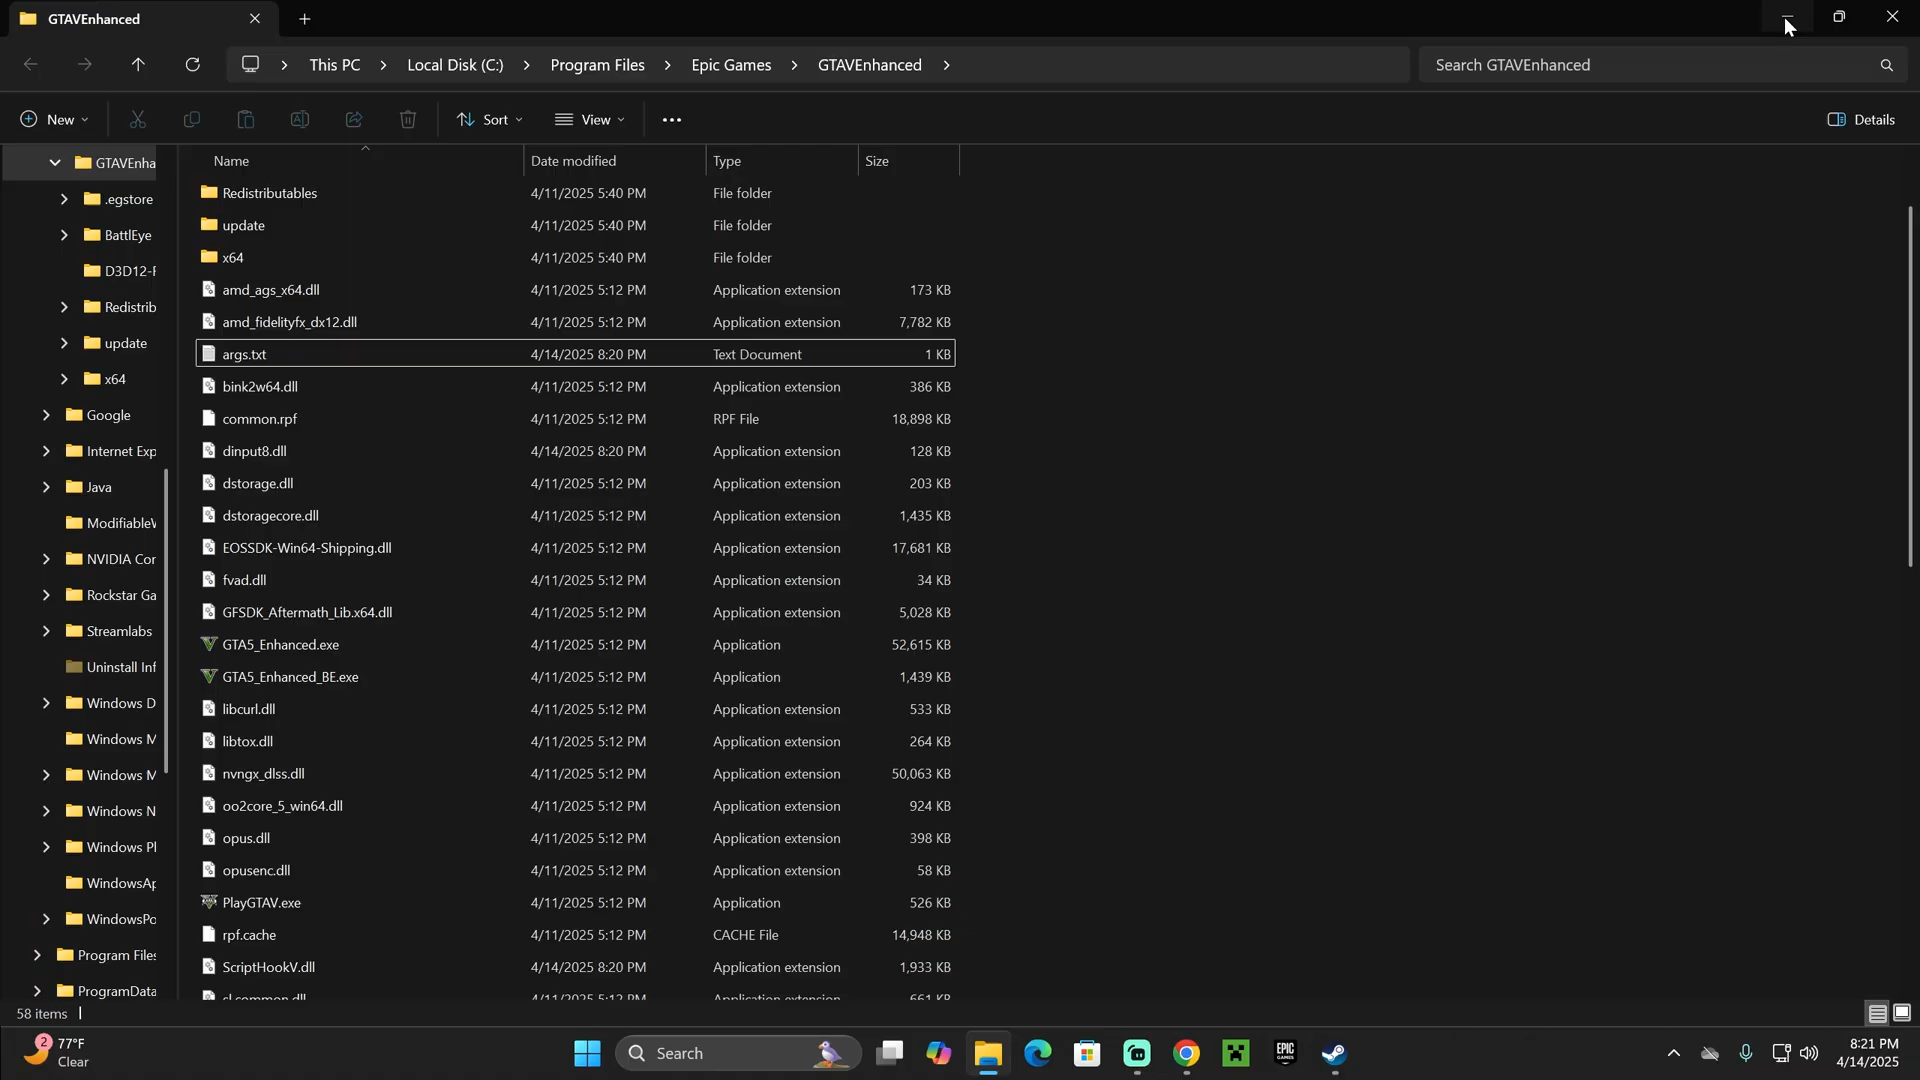 GTAVEnhanced
This PC > Local Disk (C:) > Program Files > Epic Games > GTAVEnhanced >
Search GTAVEnhanced
New
Sort
View
Details
Name Date modified Type Size
GTAVEnha
.egstore
BattlEye
D3D12-
Redistrib
update
x64
Google
Internet Exp
Java
Modifiable
NVIDIA Cor
Rockstar Ga
Streamlabs
Uninstall Inf
Windows D
Windows M
Windows M
Windows N
Windows Pl
WindowsAp
WindowsPo
Program Files
ProgramData
Redistributables 4/11/2025 5:40 PM File folder
update 4/11/2025 5:40 PM File folder
x64 4/11/2025 5:40 PM File folder
amd_ags_x64.dll 4/11/2025 5:12 PM Application extension 173 KB
amd_fidelityfx_dx12.dll 4/11/2025 5:12 PM Application extension 7,782 KB
args.txt 4/14/2025 8:20 PM Text Document 1 KB
bink2w64.dll 4/11/2025 5:12 PM Application extension 386 KB
common.rpf 4/11/2025 5:12 PM RPF File 18,898 KB
dinput8.dll 4/14/2025 8:20 PM Application extension 128 KB
dstorage.dll 4/11/2025 5:12 PM Application extension 203 KB
dstoragecore.dll 4/11/2025 5:12 PM Application extension 1,435 KB
EOSSDK-Win64-Shipping.dll 4/11/2025 5:12 PM Application extension 17,681 KB
fvad.dll 4/11/2025 5:12 PM Application extension 34 KB
GFSDK_Aftermath_Lib.x64.dll 4/11/2025 5:12 PM Application extension 5,028 KB
GTA5_Enhanced.exe 4/11/2025 5:12 PM Application 52,615 KB
GTA5_Enhanced_BE.exe 4/11/2025 5:12 PM Application 1,439 KB
libcurl.dll 4/11/2025 5:12 PM Application extension 533 KB
libtox.dll 4/11/2025 5:12 PM Application extension 264 KB
nvngx_dlss.dll 4/11/2025 5:12 PM Application extension 50,063 KB
oo2core_5_win64.dll 4/11/2025 5:12 PM Application extension 924 KB
opus.dll 4/11/2025 5:12 PM Application extension 398 KB
opusenc.dll 4/11/2025 5:12 PM Application extension 58 KB
PlayGTAV.exe 4/11/2025 5:12 PM Application 526 KB
rpf.cache 4/11/2025 5:12 PM CACHE File 14,948 KB
ScriptHookV.dll 4/14/2025 8:20 PM Application extension 1,933 KB
sl.common.dll 4/11/2025 5:12 PM Application extension 661 KB
58 items
2
77°F
Clear
Search
EPIC
GAMES
8:21 PM
4/14/2025